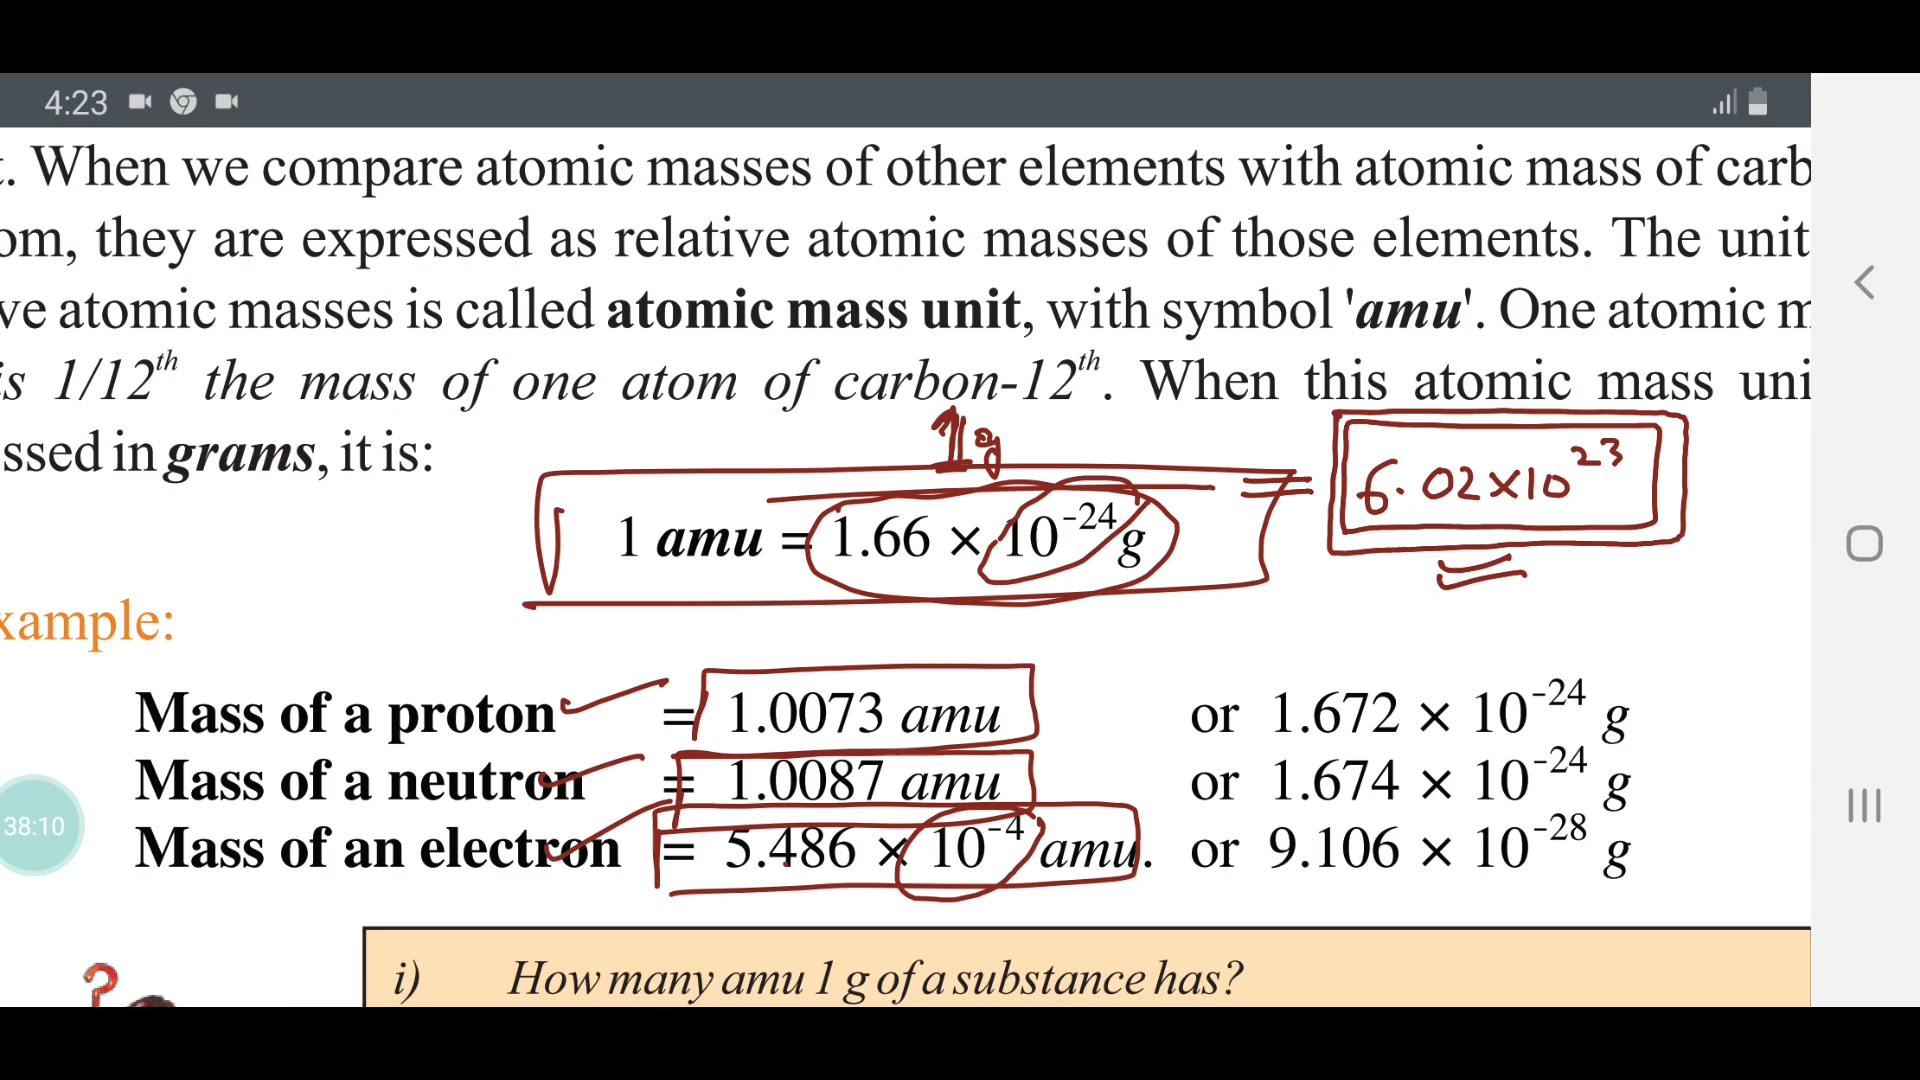 4:23
. When we compare atomic masses of other elements with atomic mass of carb
om, they are expressed as relative atomic masses of those elements. The unit
ve atomic masses is called atomic mass unit, with symbol 'amu'. One atomic m
is 1/12th the mass of one atom of carbon-12th. When this atomic mass uni
ssed in grams, it is:
1g
6.02×10^23
1 amu = 1.66 × 10^-24 g
xample:
Mass of a proton = 1.0073 amu or 1.672 × 10^-24 g
Mass of a neutron = 1.0087 amu or 1.674 × 10^-24 g
Mass of an electron = 5.486 × 10^-4 amu. or 9.106 × 10^-28 g
38:10
?
i) How many amu 1 g of a substance has?